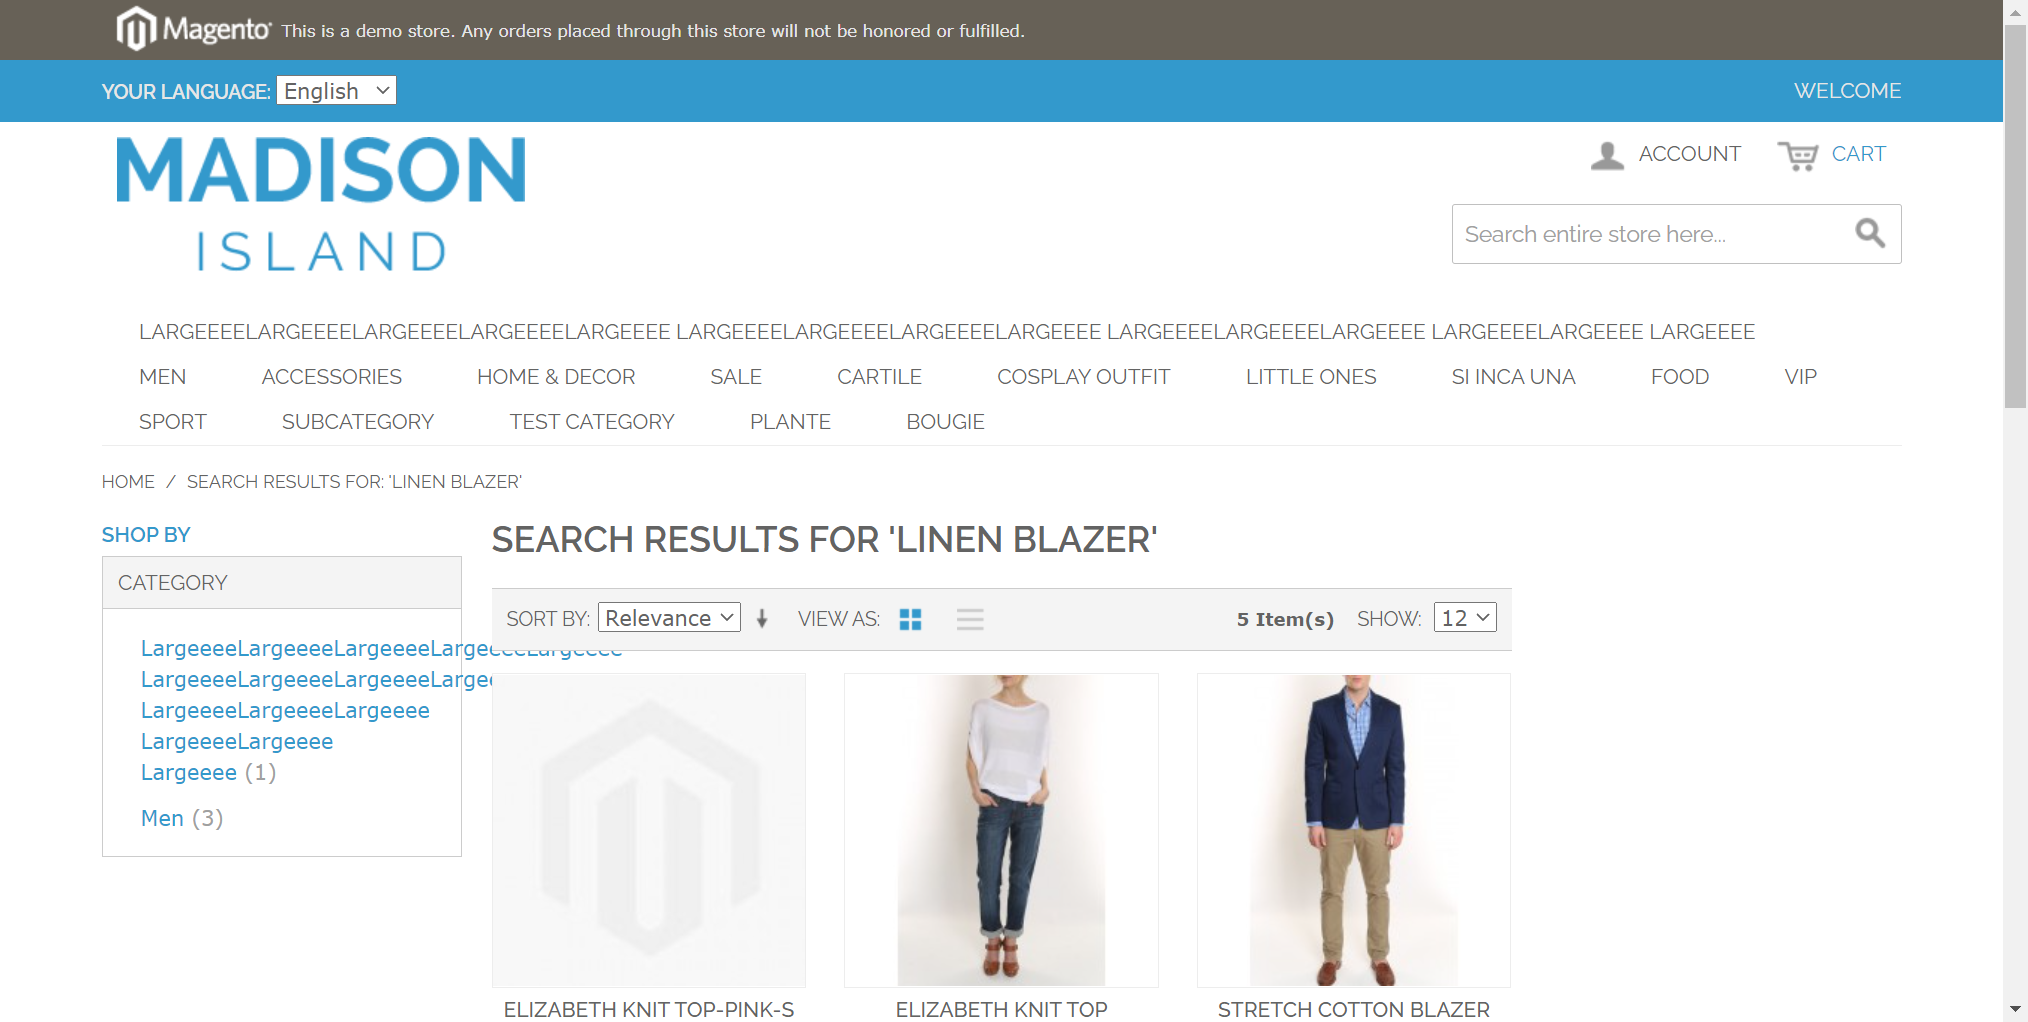 Magento® This is a demo store. Any orders placed through this store will not be honored or fulfilled.
YOUR LANGUAGE: English
WELCOME
MADISON
ISLAND
ACCOUNT
CART
Search entire store here...
LARGEEEELARGEEEELARGEEEELARGEEEELARGEEEE LARGEEEELARGEEEELARGEEEELARGEEEE LARGEEEELARGEEEELARGEEEE LARGEEEELARGEEEE LARGEEEE
MEN ACCESSORIES HOME & DECOR SALE CARTILE COSPLAY OUTFIT LITTLE ONES SI INCA UNA FOOD VIP
SPORT SUBCATEGORY TEST CATEGORY PLANTE BOUGIE
HOME / SEARCH RESULTS FOR: 'LINEN BLAZER'
SHOP BY
CATEGORY
LargeeeeLargeeeeLargeeeeLargeeeeLargeeee
LargeeeeLargeeeeLargeeeeLarge
LargeeeeLargeeeeLargeeee
LargeeeeLargeeee
Largeeee (1)
Men (3)
SEARCH RESULTS FOR 'LINEN BLAZER'
SORT BY: Relevance VIEW AS: 5 Item(s) SHOW: 12
ELIZABETH KNIT TOP-PINK-S
ELIZABETH KNIT TOP
STRETCH COTTON BLAZER